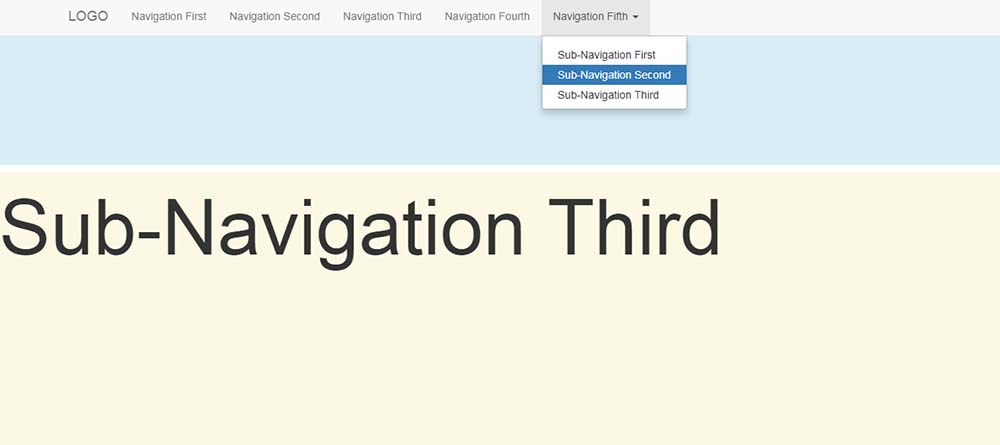 LOGO Navigation First Navigation Second Navigation Third Navigation Fourth Navigation Fifth
Sub-Navigation First
Sub-Navigation Second
Sub-Navigation Third
Sub-Navigation Third